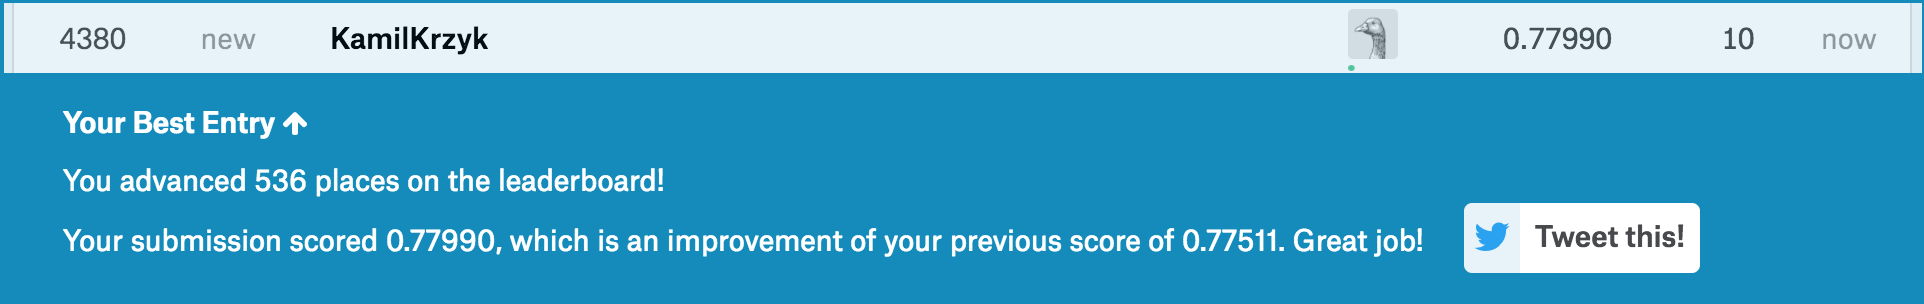 4380 new KamilKrzyk 0.77990 10 now
Your Best Entry
You advanced 536 places on the leaderboard!
Your submission scored 0.77990, which is an improvement of your previous score of 0.77511. Great job!
Tweet this!